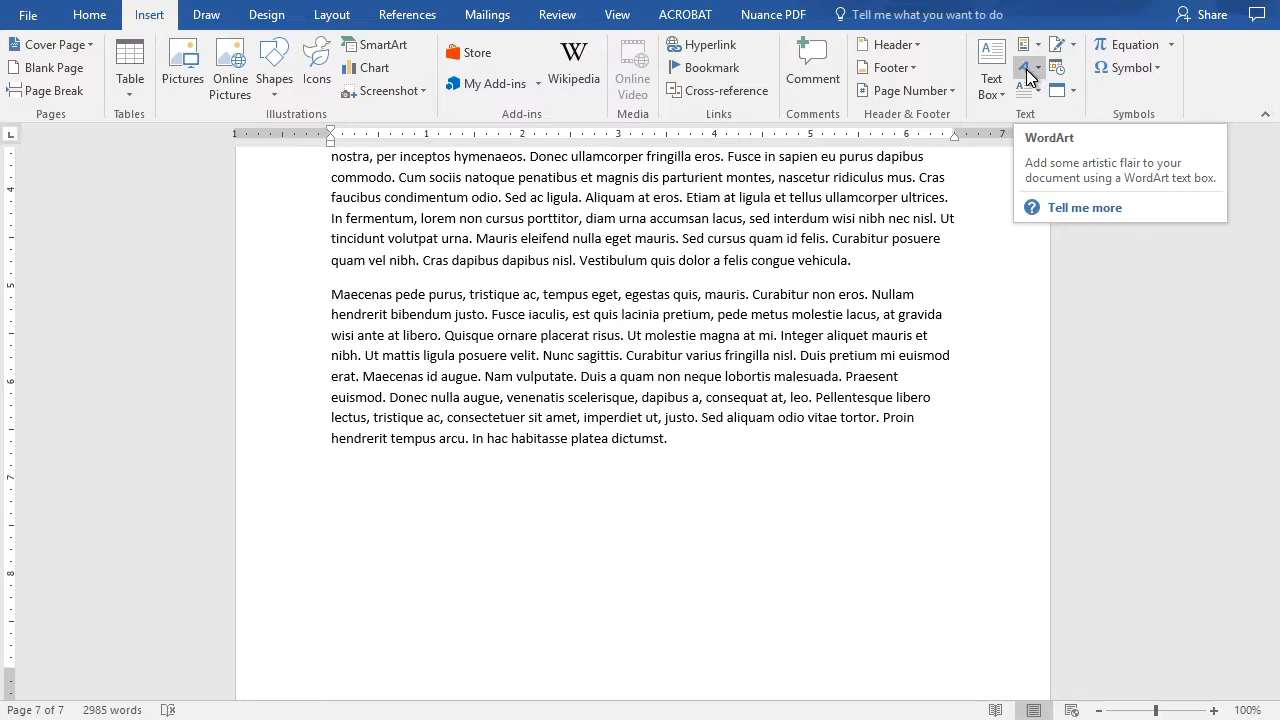 File Home Insert Draw Design Layout References Mailings Review View ACROBAT Nuance PDF Tell me what you want to do Share
Cover Page
Blank Page
Page Break
Pages
Table
Tables
Pictures
Online Pictures
Shapes
Icons
SmartArt
Chart
Screenshot
Illustrations
Store
My Add-ins
W
Wikipedia
Add-ins
Online Video
Media
Hyperlink
Bookmark
Cross-reference
Links
Comment
Comments
Header
Footer
Page Number
Header & Footer
Text Box
Text
Equation
Symbol
Symbols
WordArt
Add some artistic flair to your
document using a WordArt text box.
Tell me more
L
1 1 2 3 4 5 6 7
4
5
6
7
8
nostra, per inceptos hymenaeos. Donec ullamcorper fringilla eros. Fusce in sapien eu purus dapibus
commodo. Cum sociis natoque penatibus et magnis dis parturient montes, nascetur ridiculus mus. Cras
faucibus condimentum odio. Sed ac ligula. Aliquam at eros. Etiam at ligula et tellus ullamcorper ultrices.
In fermentum, lorem non cursus porttitor, diam urna accumsan lacus, sed interdum wisi nibh nec nisl. Ut
tincidunt volutpat urna. Mauris eleifend nulla eget mauris. Sed cursus quam id felis. Curabitur posuere
quam vel nibh. Cras dapibus dapibus nisl. Vestibulum quis dolor a felis congue vehicula.
Maecenas pede purus, tristique ac, tempus eget, egestas quis, mauris. Curabitur non eros. Nullam
hendrerit bibendum justo. Fusce iaculis, est quis lacinia pretium, pede metus molestie lacus, at gravida
wisi ante at libero. Quisque ornare placerat risus. Ut molestie magna at mi. Integer aliquet mauris et
nibh. Ut mattis ligula posuere velit. Nunc sagittis. Curabitur varius fringilla nisl. Duis pretium mi euismod
erat. Maecenas id augue. Nam vulputate. Duis a quam non neque lobortis malesuada. Praesent
euismod. Donec nulla augue, venenatis scelerisque, dapibus a, consequat at, leo. Pellentesque libero
lectus, tristique ac, consectetuer sit amet, imperdiet ut, justo. Sed aliquam odio vitae tortor. Proin
hendrerit tempus arcu. In hac habitasse platea dictumst.
Page 7 of 7 2985 words 100%